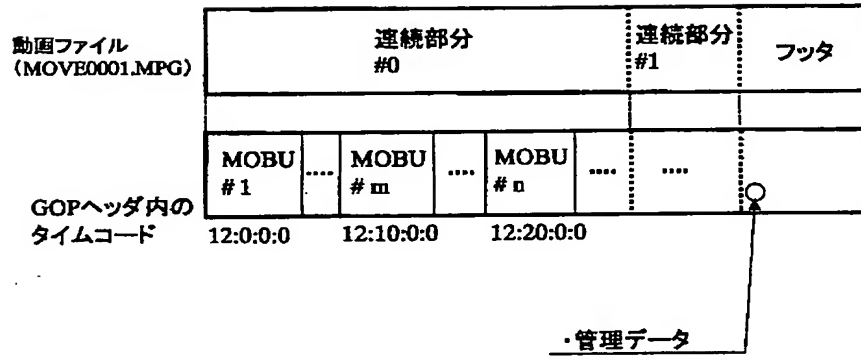 動画ファイル
(MOVE0001.MPG)
連続部分
#0
連続部分
#1
フッタ
MOBU
#1
....
MOBU
#m
....
MOBU
#n
....
....
GOPヘッダ内の
タイムコード
12:0:0:0
12:10:0:0
12:20:0:0
・管理データ